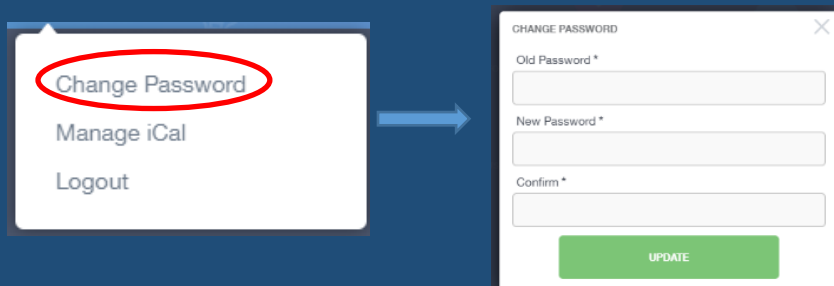 Change Password
Manage iCal
Logout
CHANGE PASSWORD
Old Password *
New Password *
Confirm *
UPDATE